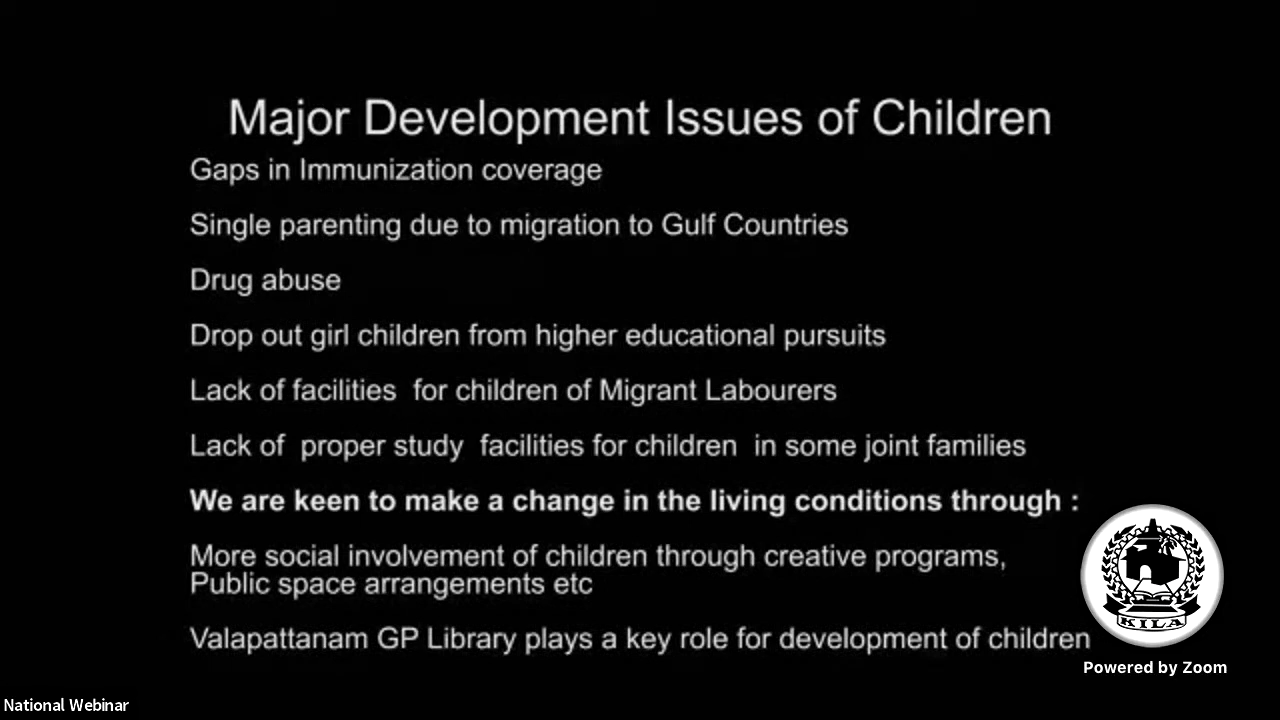 Major Development Issues of Children
Gaps in Immunization coverage
Single parenting due to migration to Gulf Countries
Drug abuse
Drop out girl children from higher educational pursuits
Lack of facilities  for children of Migrant Labourers
Lack of  proper study  facilities for children  in some joint families
We are keen to make a change in the living conditions through :
More social involvement of children through creative programs,
Public space arrangements etc
Valapattanam GP Library plays a key role for development of children
KILA
Powered by Zoom
National Webinar